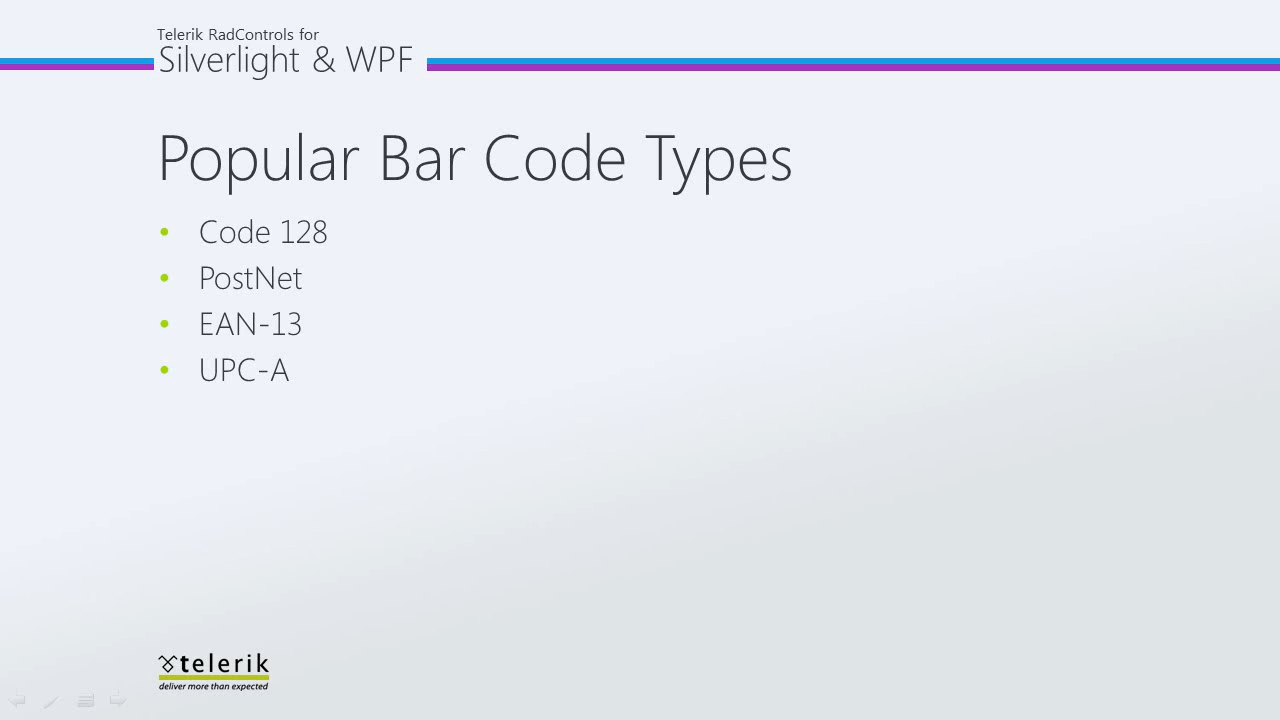 Telerik RadControls for
Silverlight & WPF
Popular Bar Code Types
• Code 128
• PostNet
• EAN-13
• UPC-A
telerik
deliver more than expected